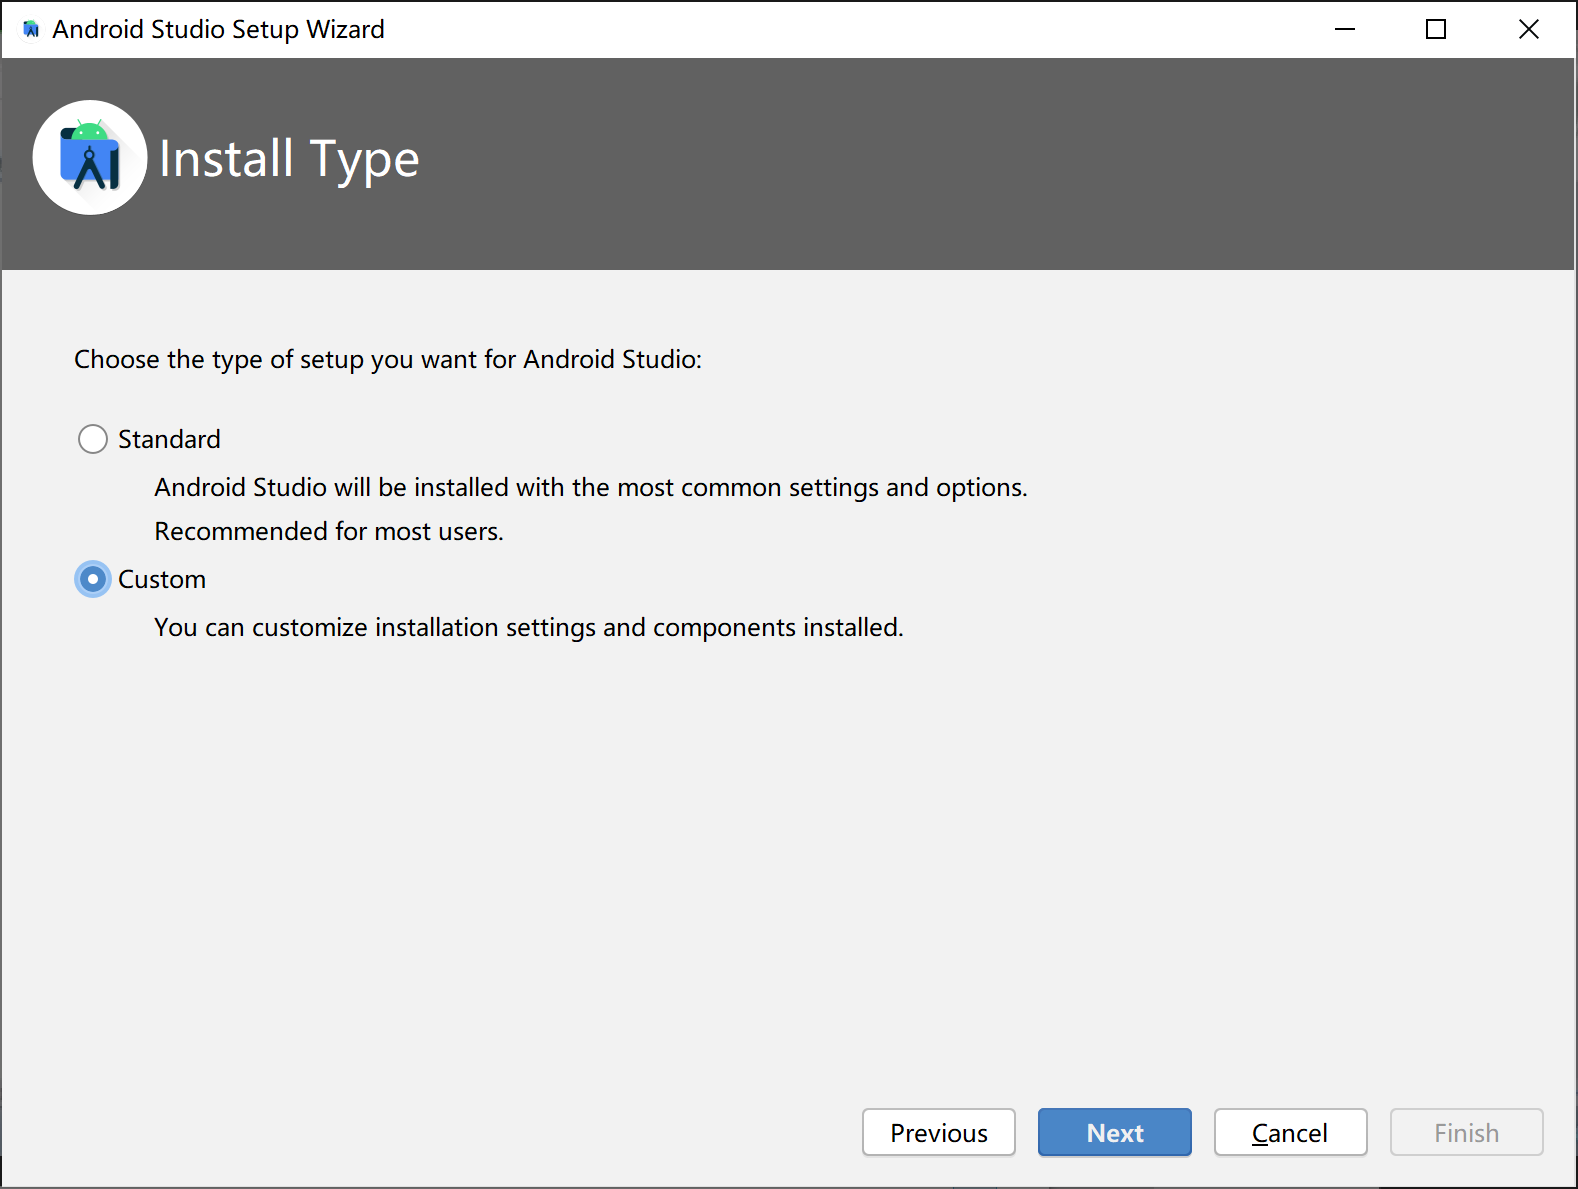 Android Studio Setup Wizard
Install Type
Choose the type of setup you want for Android Studio:
Standard
Android Studio will be installed with the most common settings and options.
Recommended for most users.
Custom
You can customize installation settings and components installed.
Previous
Next
Cancel
Finish